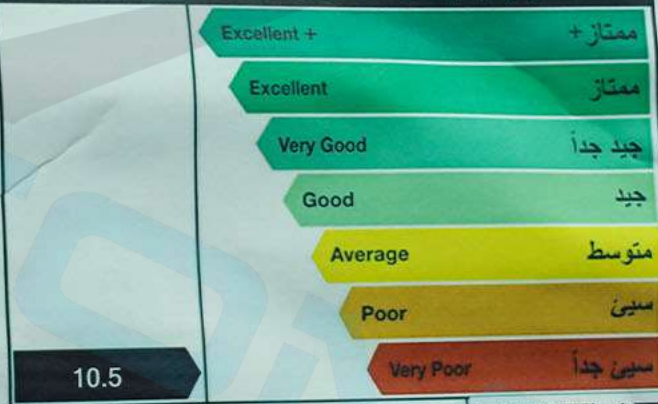 Excellent + ممتاز +
Excellent ممتاز
Very Good جيد جداً
Good جيد
Average متوسط
Poor سيئ
10.5 Very Poor سيئ جداً